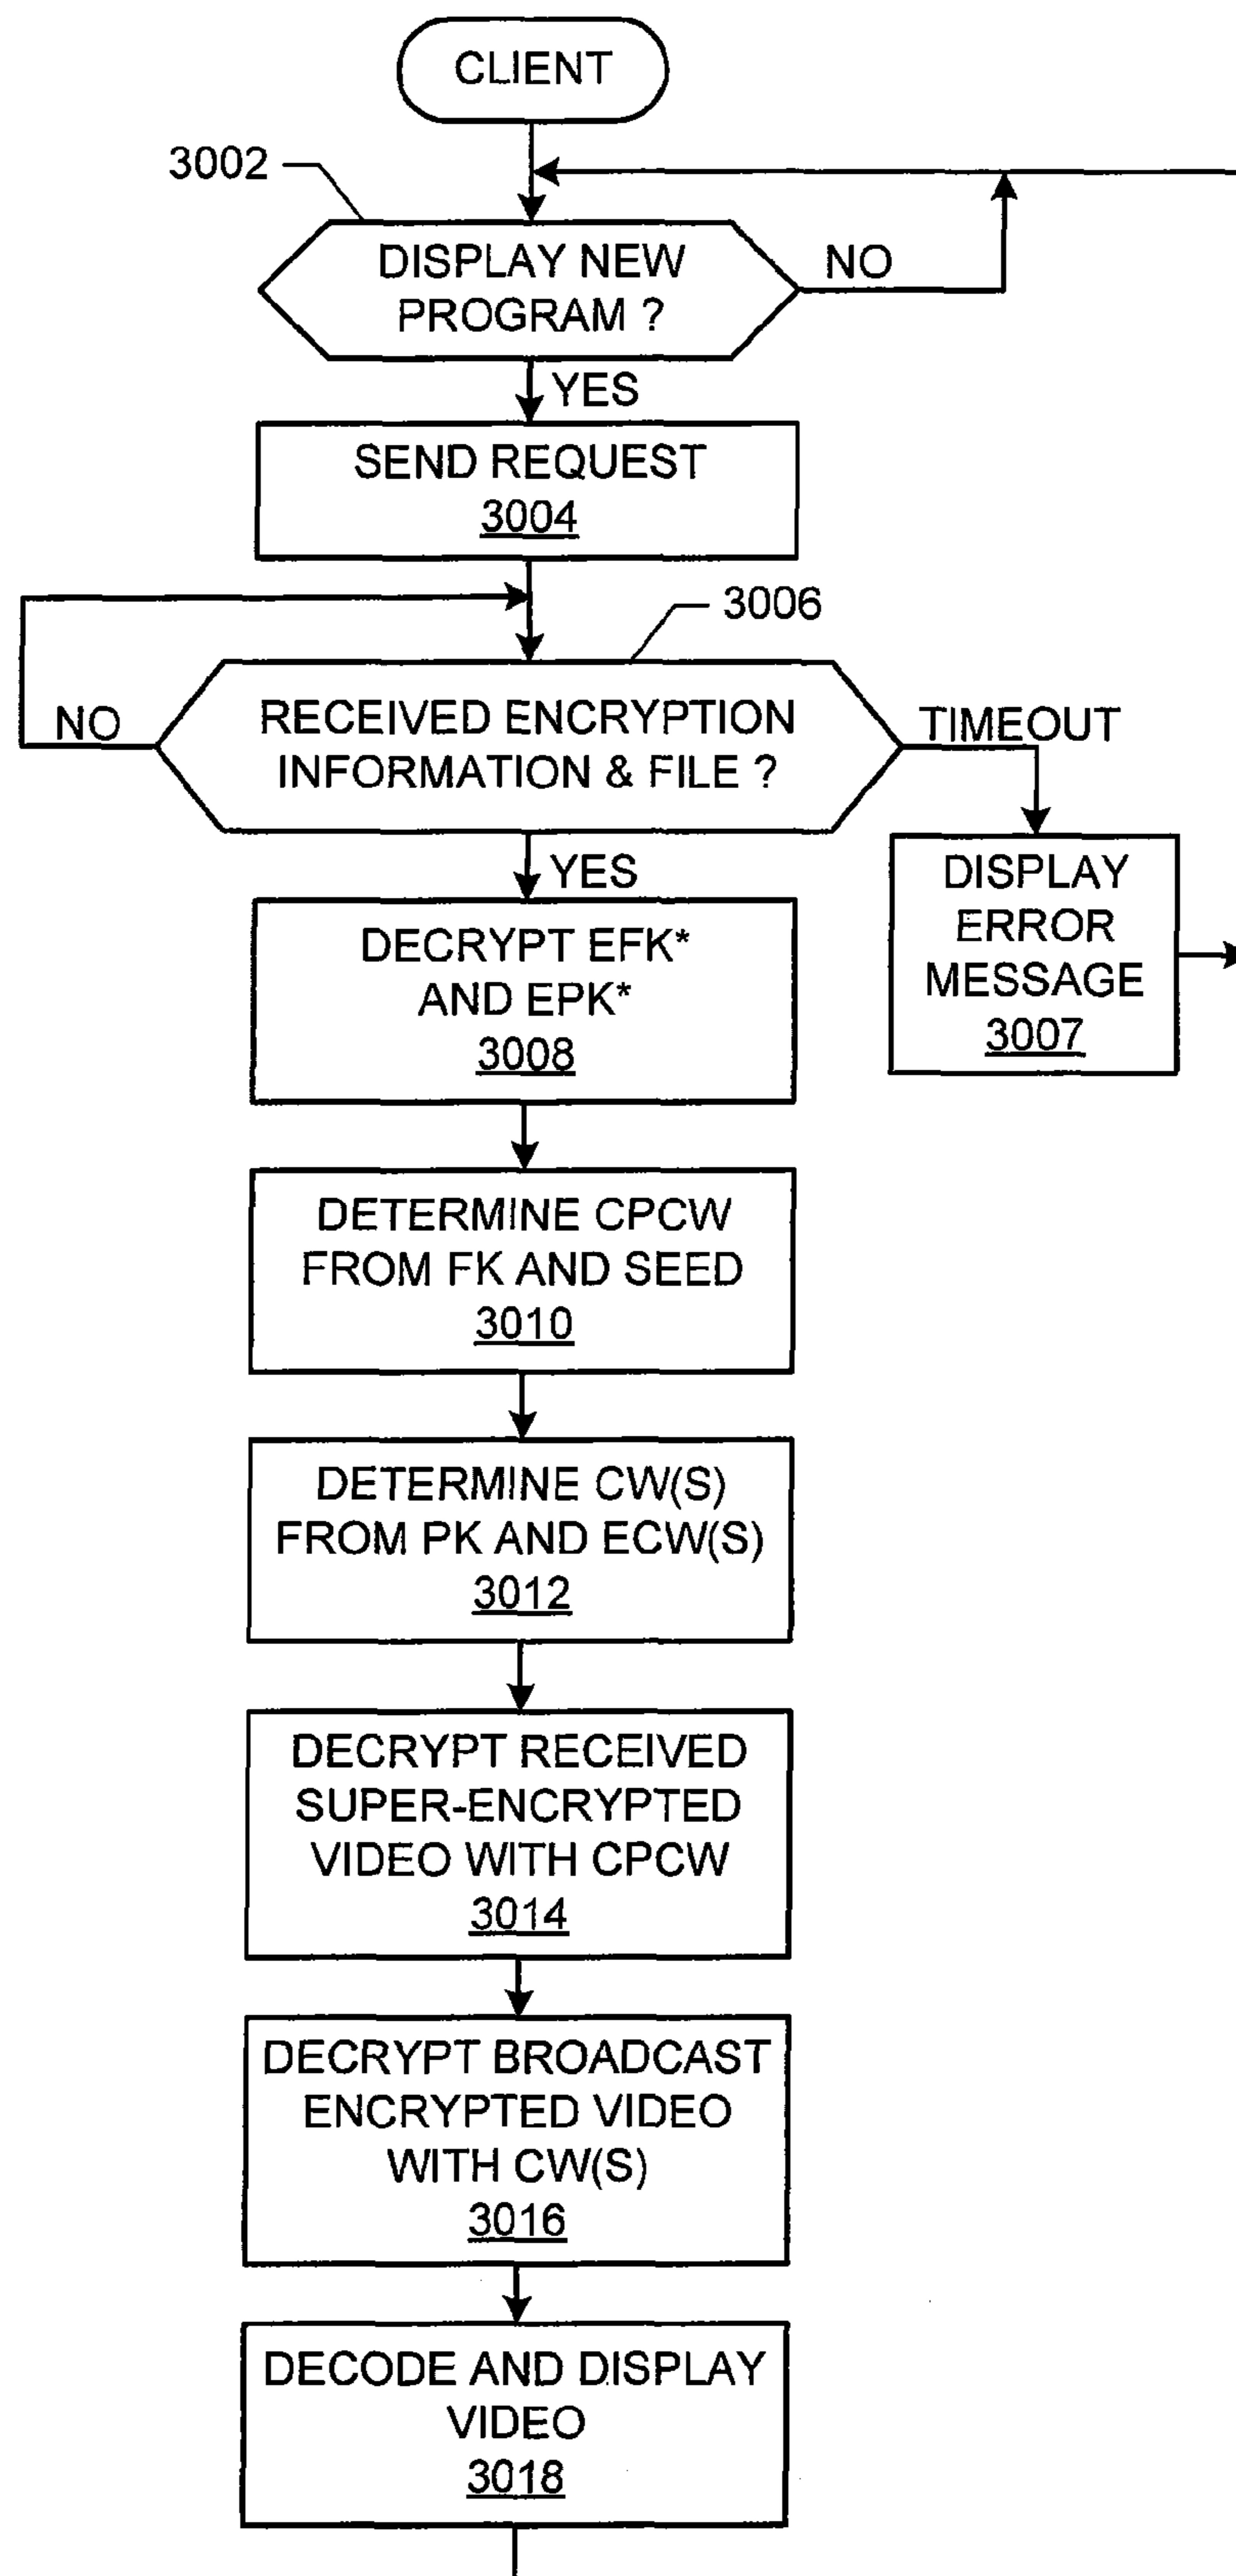 CLIENT
3002
DISPLAY NEW
PROGRAM ?
NO
YES
SEND REQUEST
3004
3006
RECEIVED ENCRYPTION
INFORMATION & FILE ?
NO
TIMEOUT
YES
DISPLAY
ERROR
MESSAGE
3007
DECRYPT EFK*
AND EPK*
3008
DETERMINE CPCW
FROM FK AND SEED
3010
DETERMINE CW(S)
FROM PK AND ECW(S)
3012
DECRYPT RECEIVED
SUPER-ENCRYPTED
VIDEO WITH CPCW
3014
DECRYPT BROADCAST
ENCRYPTED VIDEO
WITH CW(S)
3016
DECODE AND DISPLAY
VIDEO
3018